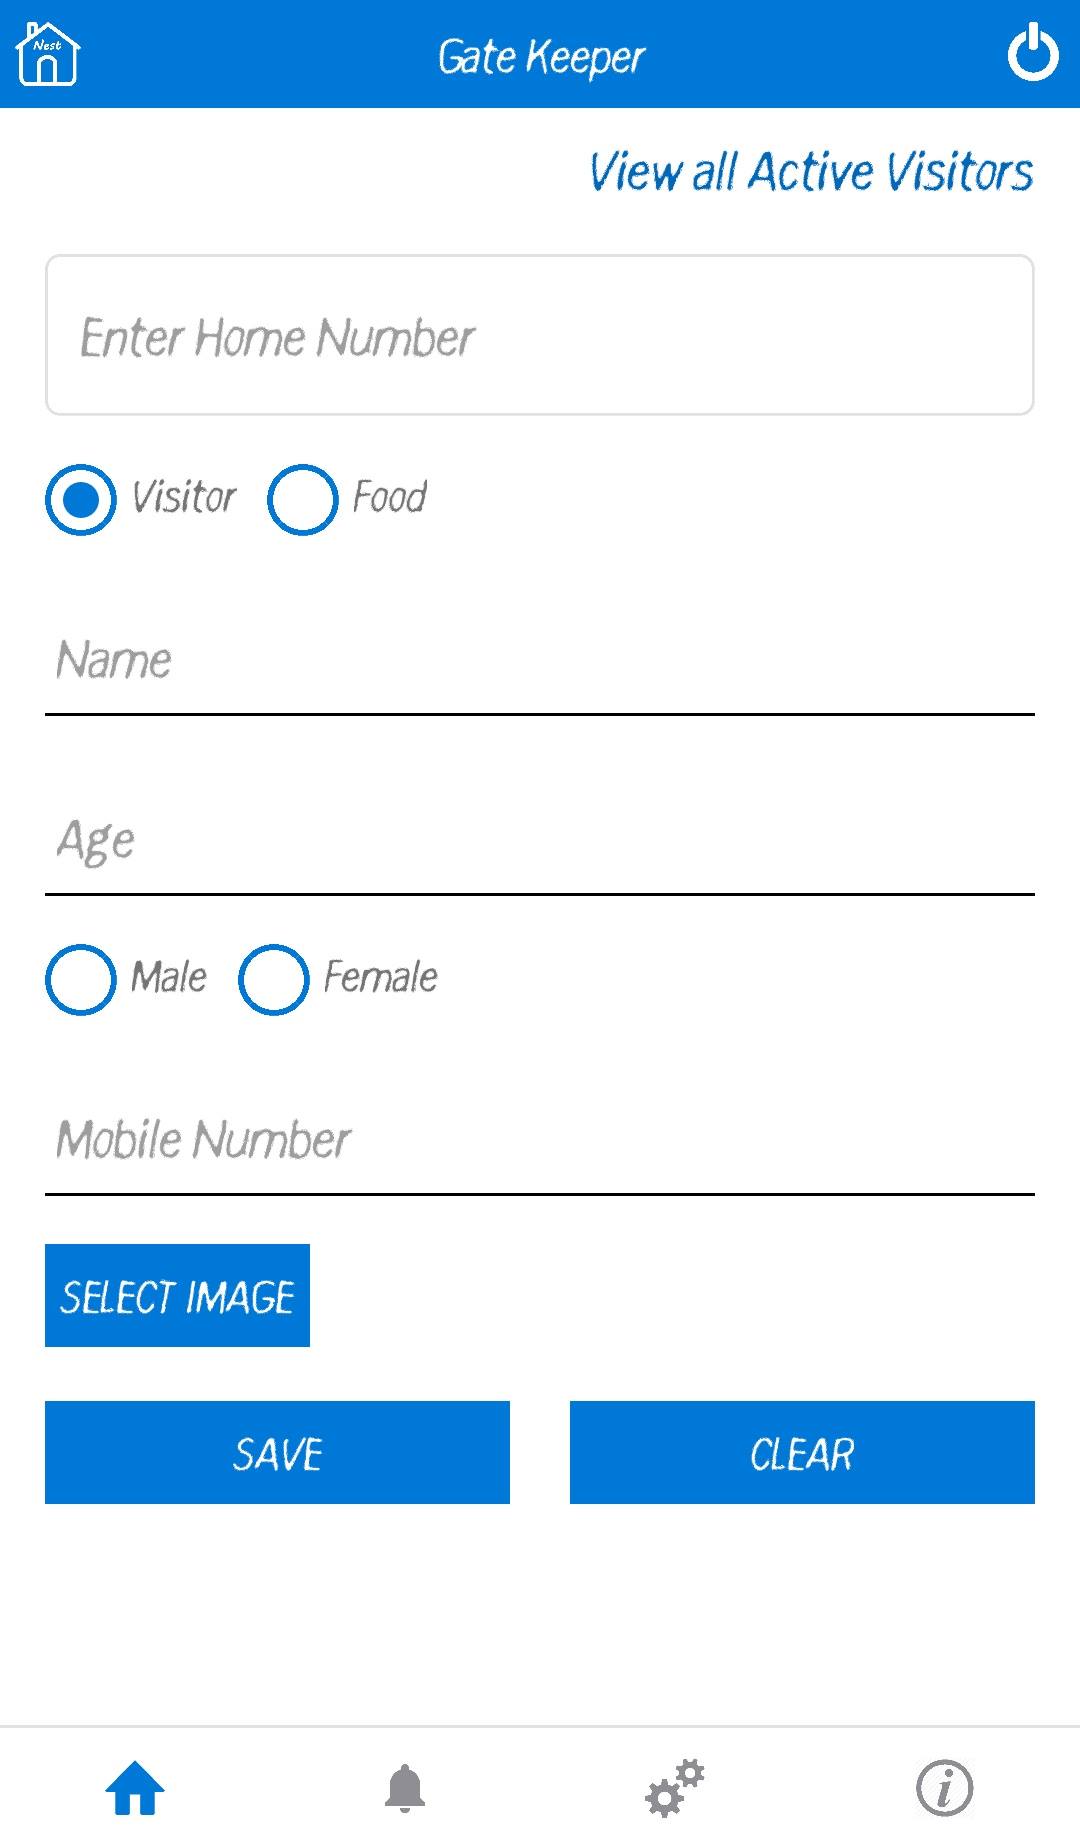 Nest
Gate Keeper
View all Active Visitors
Enter Home Number
Visitor Food
Name
Age
Male Female
Mobile Number
SELECT IMAGE
SAVE CLEAR
i